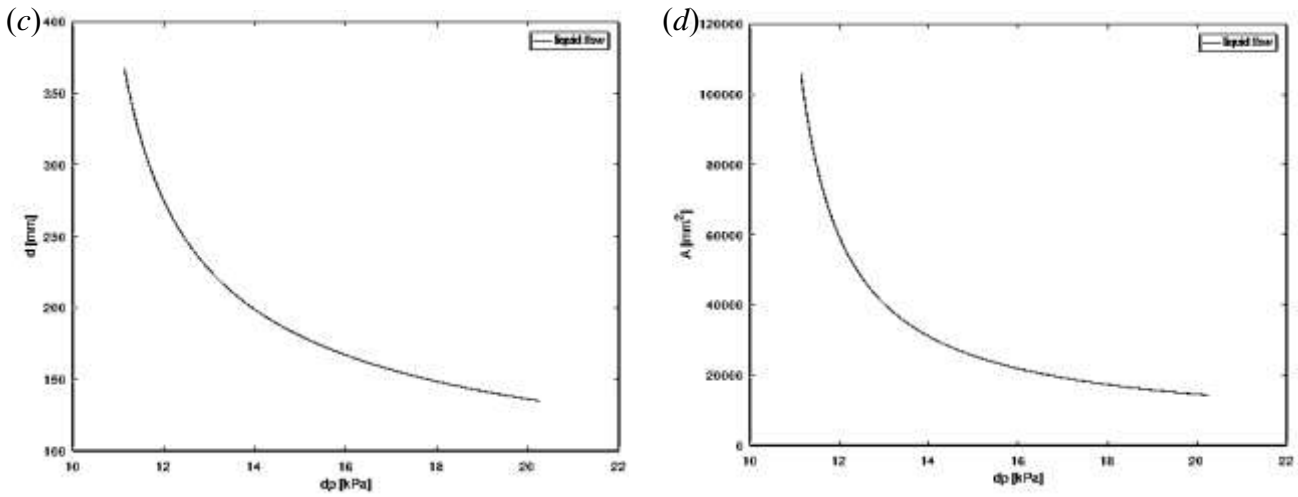 (c)
400
350
300
250
200
150
100
10 12 14 16 18 20 22
d [mm]
dp [kPa]
liquid flow
(d)
120000
100000
80000
60000
40000
20000
0
10 12 14 16 18 20 22
A [mm²]
dp [kPa]
liquid flow